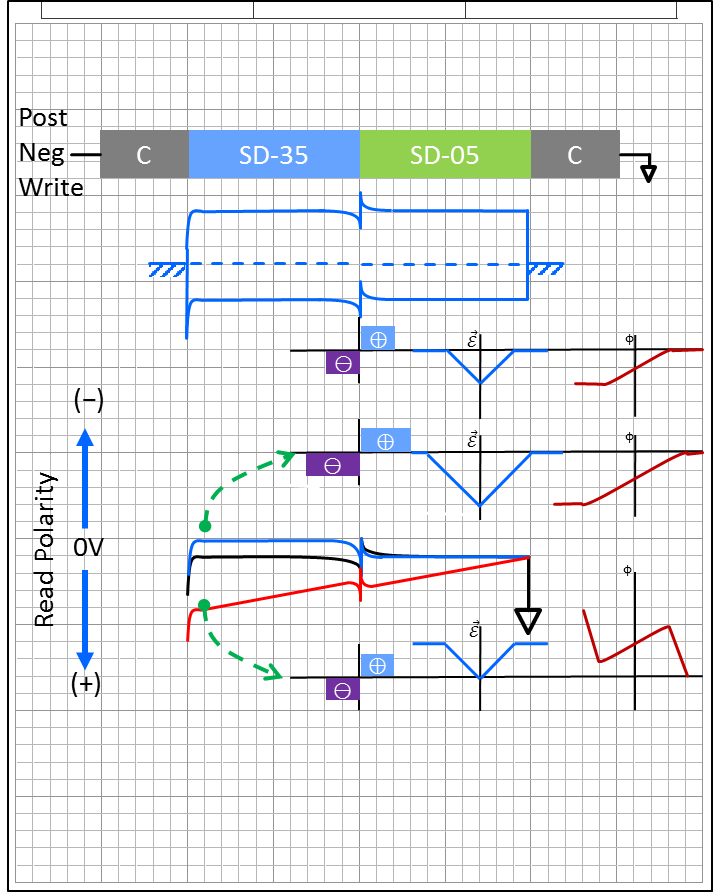 Post
Neg
Write
C SD-35 SD-05 C
⊕ ℰ⃗ ϕ
⊖
(−)
⊕ ℰ⃗ ϕ
⊖
Read Polarity
0V
ϕ
⊕ ℰ⃗
(+)
⊖